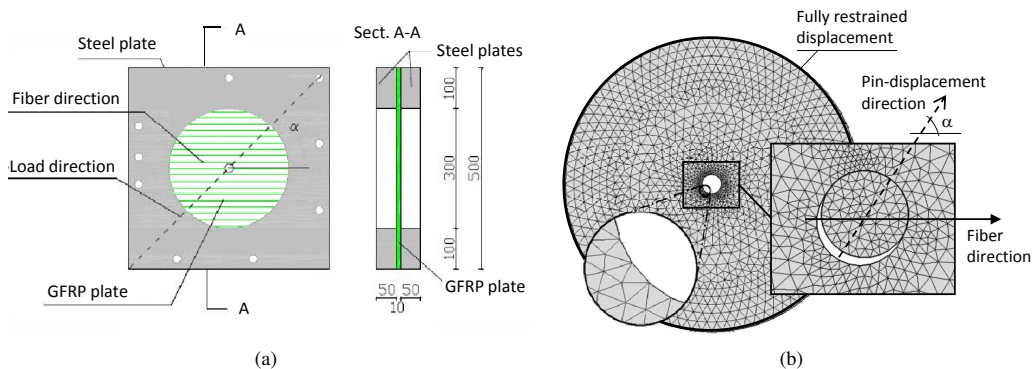 A
Sect. A-A
Steel plate
Steel plates
Fiber direction
α
Load direction
GFRP plate
A
100
300
500
100
GFRP plate
50
50
10
(a)
Fully restrained
displacement
Pin-displacement
direction
α
Fiber
direction
(b)